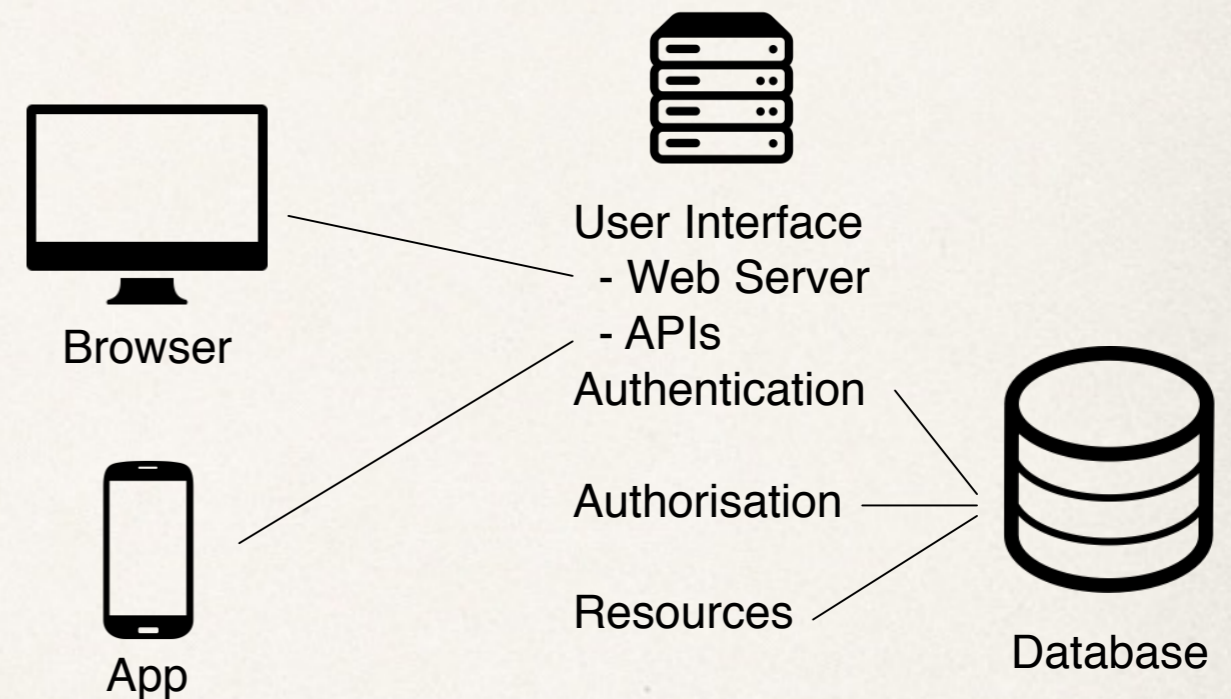 User Interface
- Web Server
- APIs
Authentication
Authorisation
Resources
Browser
App
Database